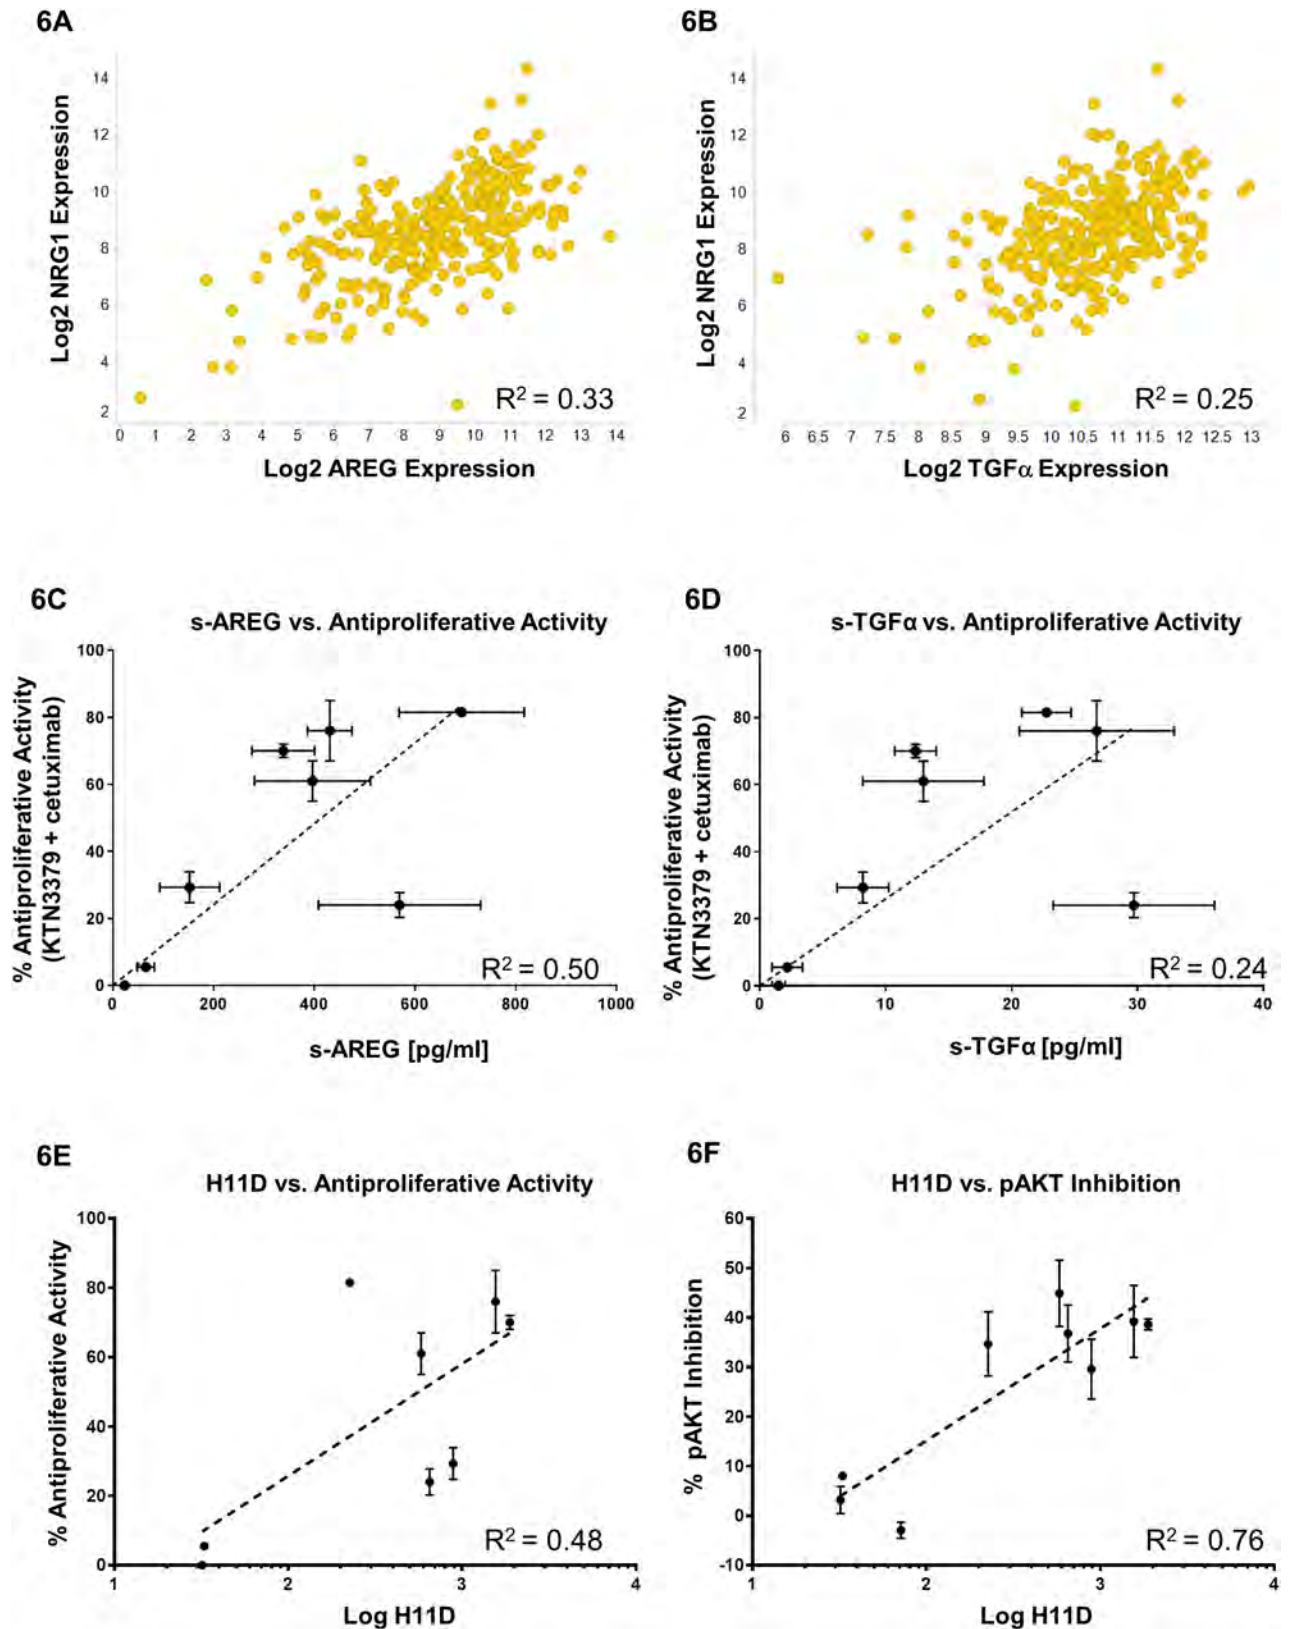 6A
Log2 NRG1 Expression
14
12
10
8
6
4
2
R² = 0.33
0 1 2 3 4 5 6 7 8 9 10 11 12 13 14
Log2 AREG Expression
6B
Log2 NRG1 Expression
14
12
10
8
6
4
2
R² = 0.25
6 6.5 7 7.5 8 8.5 9 9.5 10 10.5 11 11.5 12 12.5 13
Log2 TGFα Expression
6C
s-AREG vs. Antiproliferative Activity
% Antiproliferative Activity
(KTN3379 + cetuximab)
100
80
60
40
20
0
R² = 0.50
0 200 400 600 800 1000
s-AREG [pg/ml]
6D
s-TGFα vs. Antiproliferative Activity
% Antiproliferative Activity
(KTN3379 + cetuximab)
100
80
60
40
20
0
R² = 0.24
0 10 20 30 40
s-TGFα [pg/ml]
6E
H11D vs. Antiproliferative Activity
% Antiproliferative Activity
100
80
60
40
20
0
R² = 0.48
1 2 3 4
Log H11D
6F
H11D vs. pAKT Inhibition
% pAKT Inhibition
60
50
40
30
20
10
0
-10
R² = 0.76
1 2 3 4
Log H11D